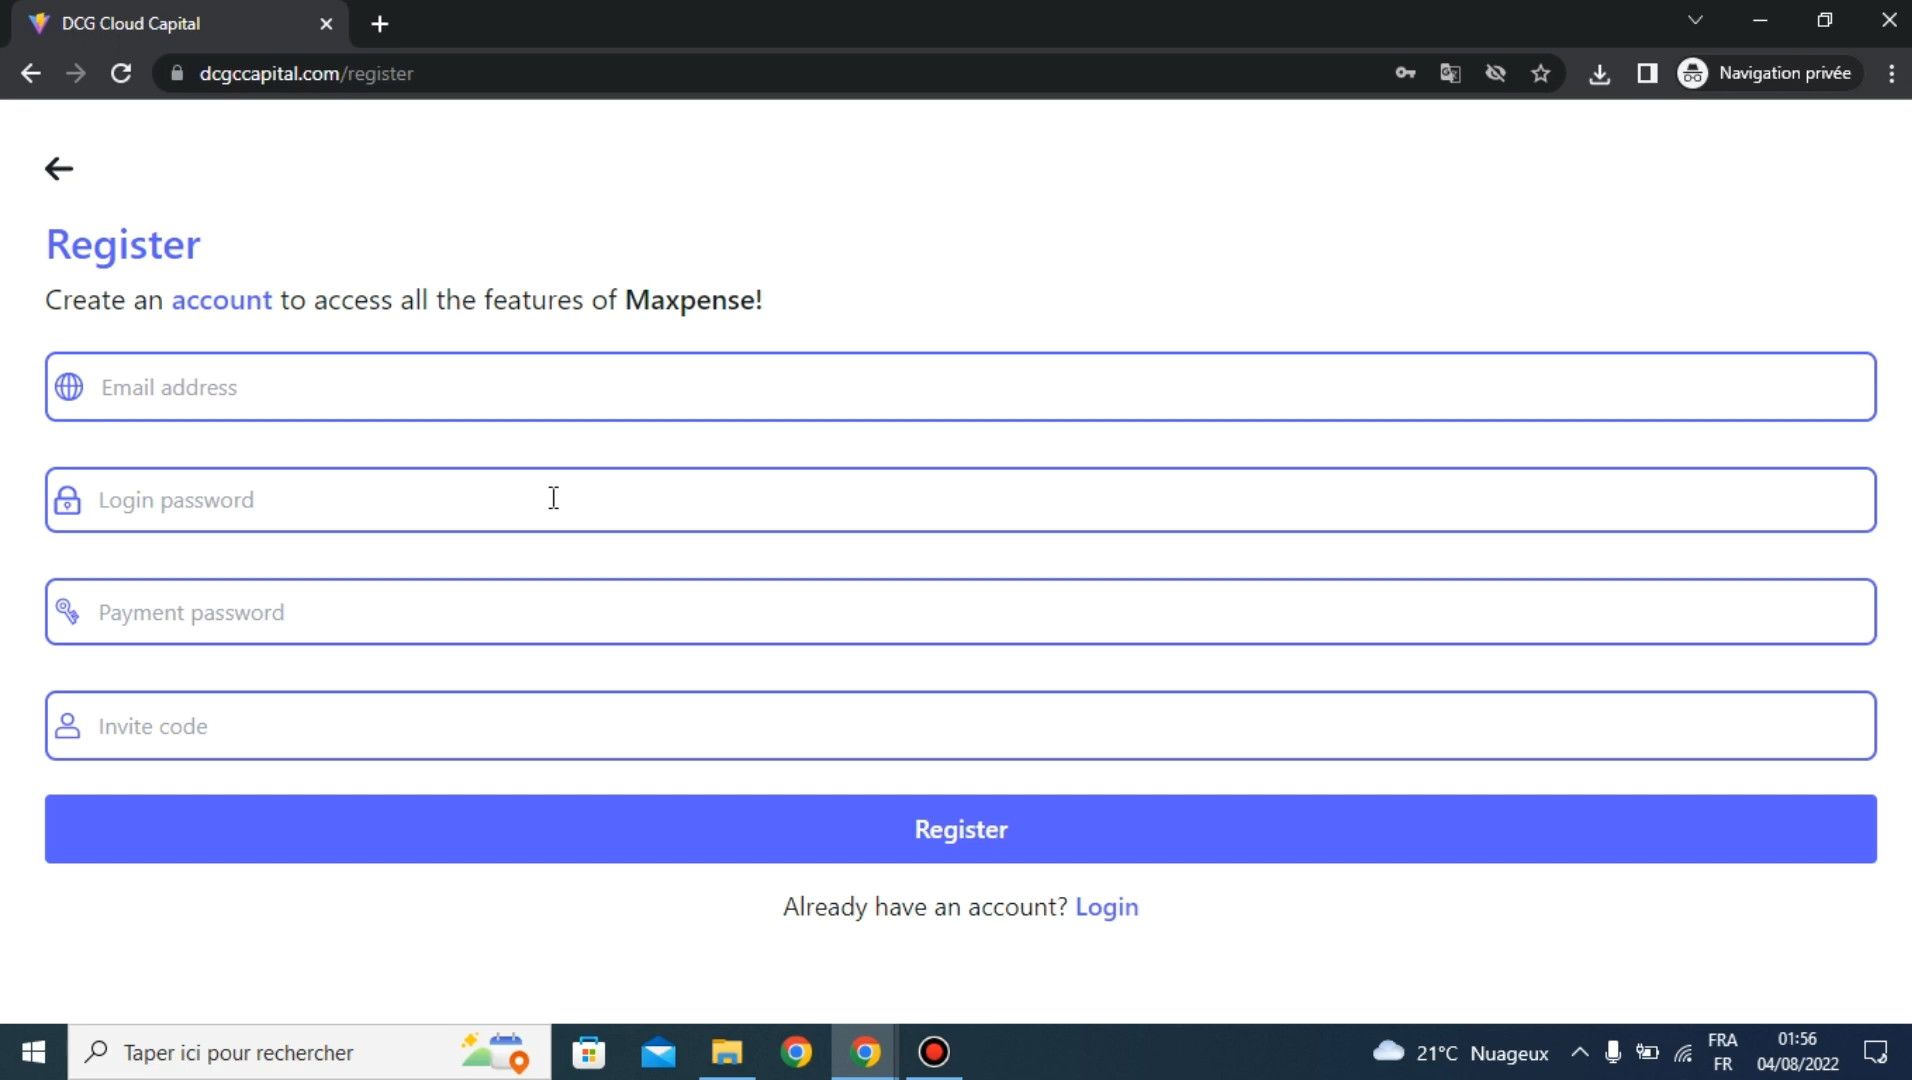 DCG Cloud Capital
dcgccapital.com/register
Navigation privée
Register
Create an account to access all the features of Maxpense!
Email address
Login password
Payment password
Invite code
Register
Already have an account? Login
Taper ici pour rechercher
21°C Nuageux
FRA
FR
01:56
04/08/2022